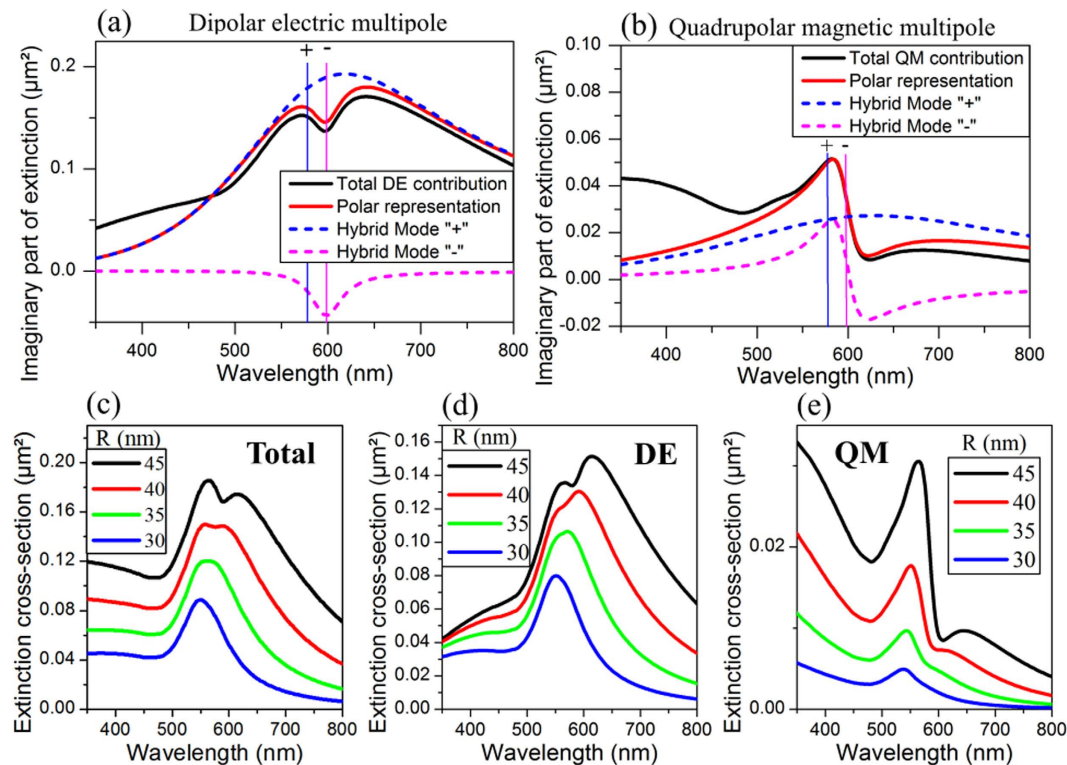 (a) Dipolar electric multipole
Imaginary part of extinction (μm²)
0.2
0.1
0.0
+ -
Total DE contribution
Polar representation
Hybrid Mode "+"
Hybrid Mode "-"
400 500 600 700 800
Wavelength (nm)
(b) Quadrupolar magnetic multipole
Imaginary part of extinction (μm²)
0.10
0.08
0.06
0.04
0.02
0.00
-0.02
Total QM contribution
Polar representation
Hybrid Mode "+"
Hybrid Mode "-"
+ -
400 500 600 700 800
Wavelength (nm)
(c)
Extinction cross-section (μm²)
0.20
0.16
0.12
0.08
0.04
0.00
R (nm)
45
40
35
30
Total
400 500 600 700 800
Wavelength (nm)
(d)
Extinction cross-section (μm²)
0.16
0.14
0.12
0.10
0.08
0.06
0.04
0.02
0.00
R (nm)
45
40
35
30
DE
400 500 600 700 800
Wavelength (nm)
(e)
Extinction cross-section (μm²)
0.02
0.00
QM
R (nm)
45
40
35
30
400 500 600 700 800
Wavelength (nm)